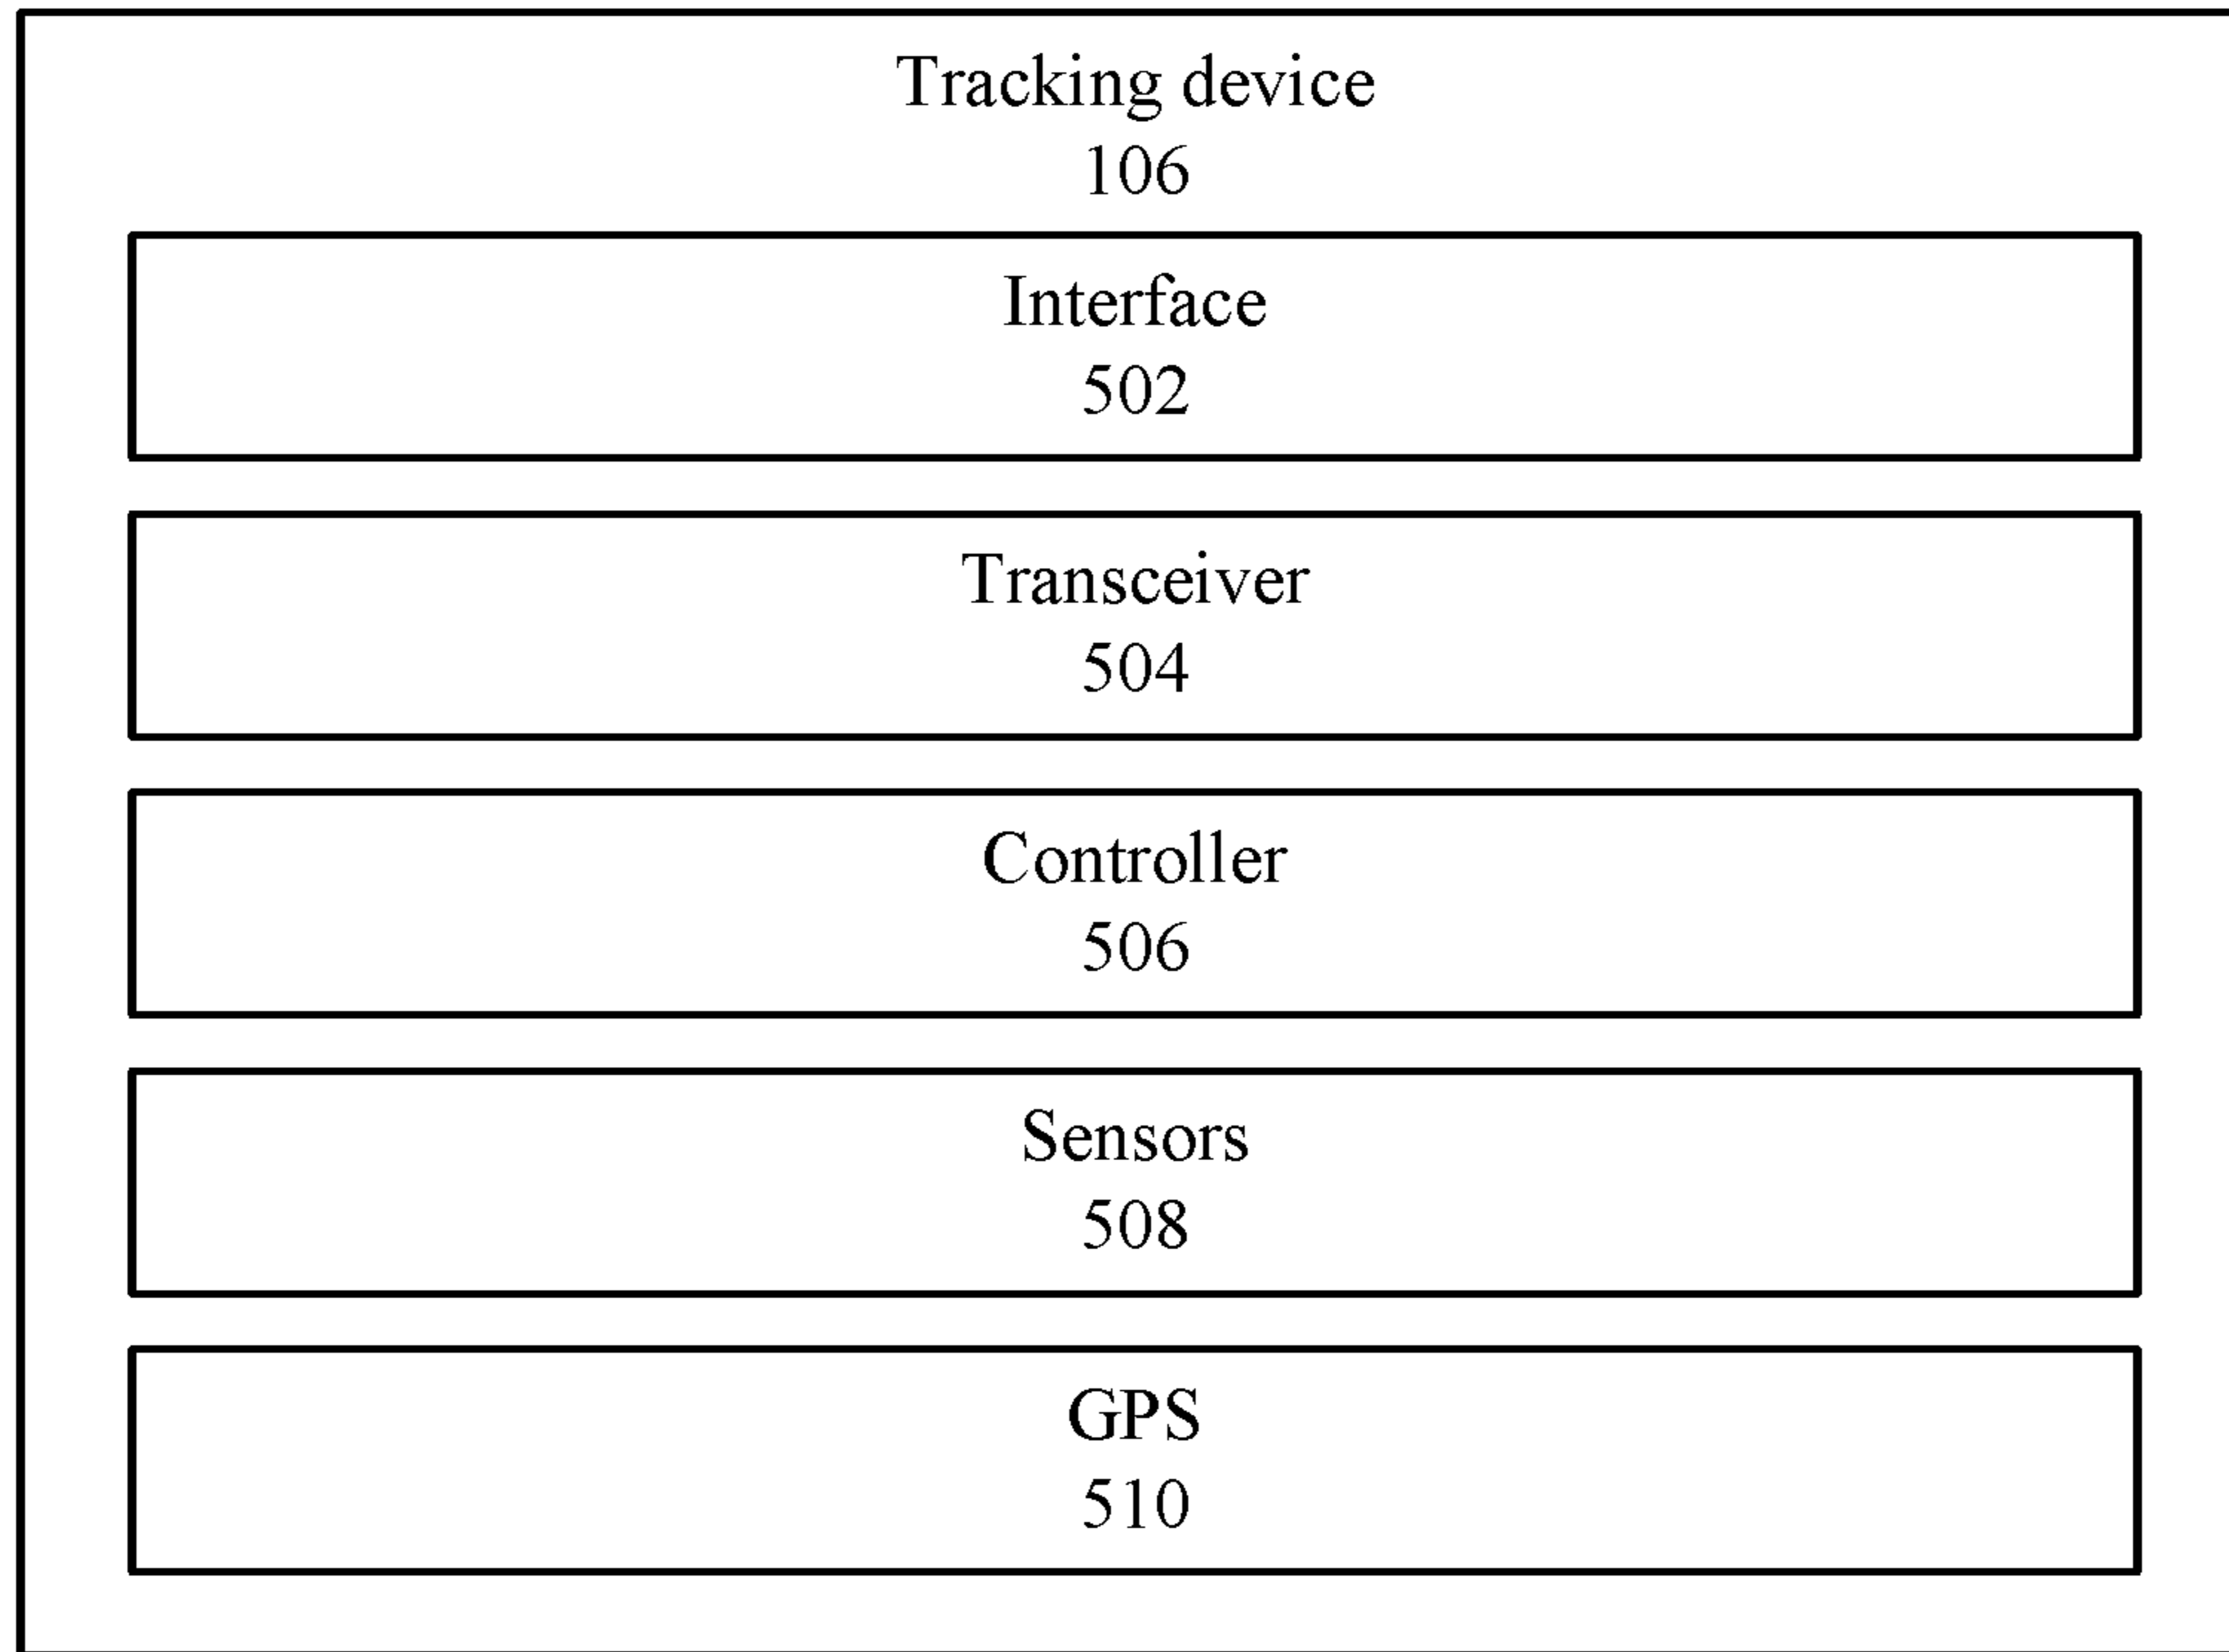 Tracking device
106
Interface
502
Transceiver
504
Controller
506
Sensors
508
GPS
510